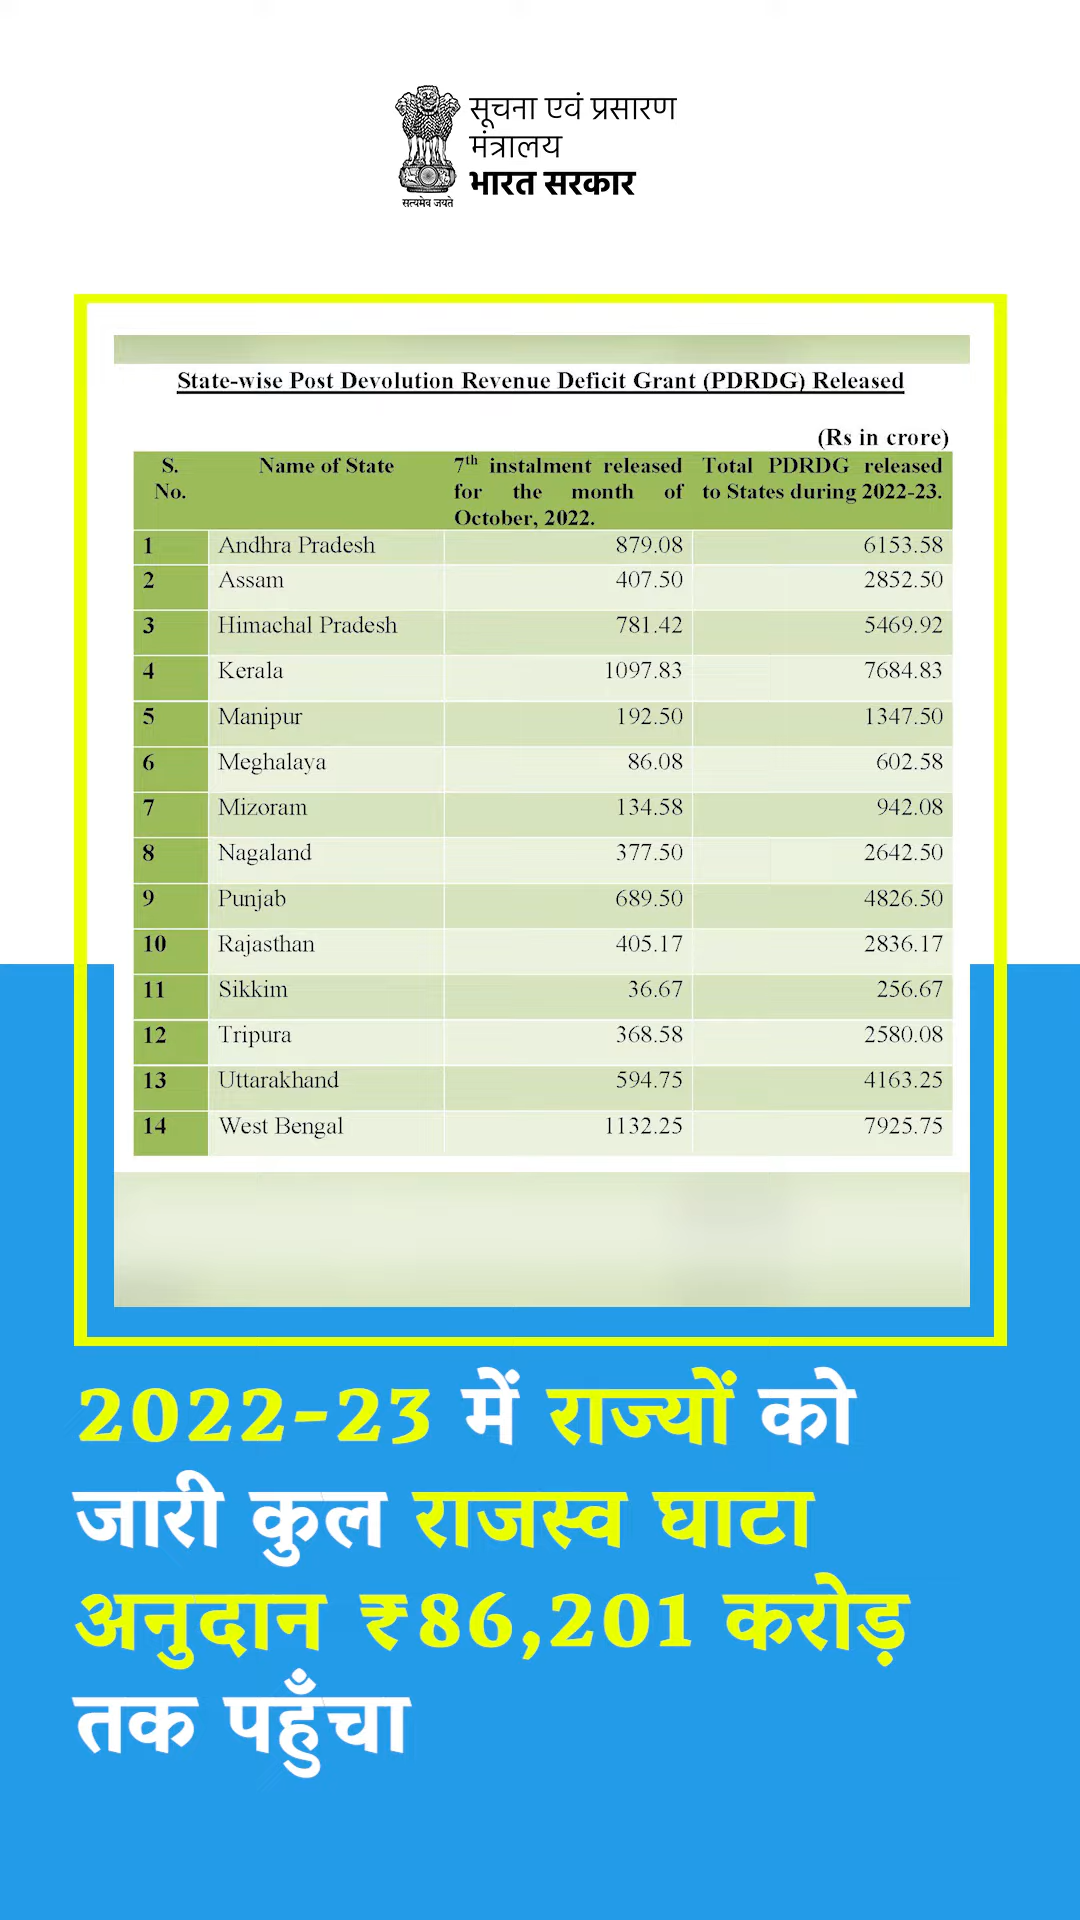 सूचना एवं प्रसारण
मंत्रालय
भारत सरकार
सत्यमेव जयते
State-wise Post Devolution Revenue Deficit Grant (PDRDG) Released
(Rs in crore)
S. No. Name of State 7th instalment released for the month of October, 2022. Total PDRDG released to States during 2022-23.
1 Andhra Pradesh 879.08 6153.58
2 Assam 407.50 2852.50
3 Himachal Pradesh 781.42 5469.92
4 Kerala 1097.83 7684.83
5 Manipur 192.50 1347.50
6 Meghalaya 86.08 602.58
7 Mizoram 134.58 942.08
8 Nagaland 377.50 2642.50
9 Punjab 689.50 4826.50
10 Rajasthan 405.17 2836.17
11 Sikkim 36.67 256.67
12 Tripura 368.58 2580.08
13 Uttarakhand 594.75 4163.25
14 West Bengal 1132.25 7925.75
2022-23 में राज्यों को
जारी कुल राजस्व घाटा
अनुदान ₹86,201 करोड़
तक पहुँचा